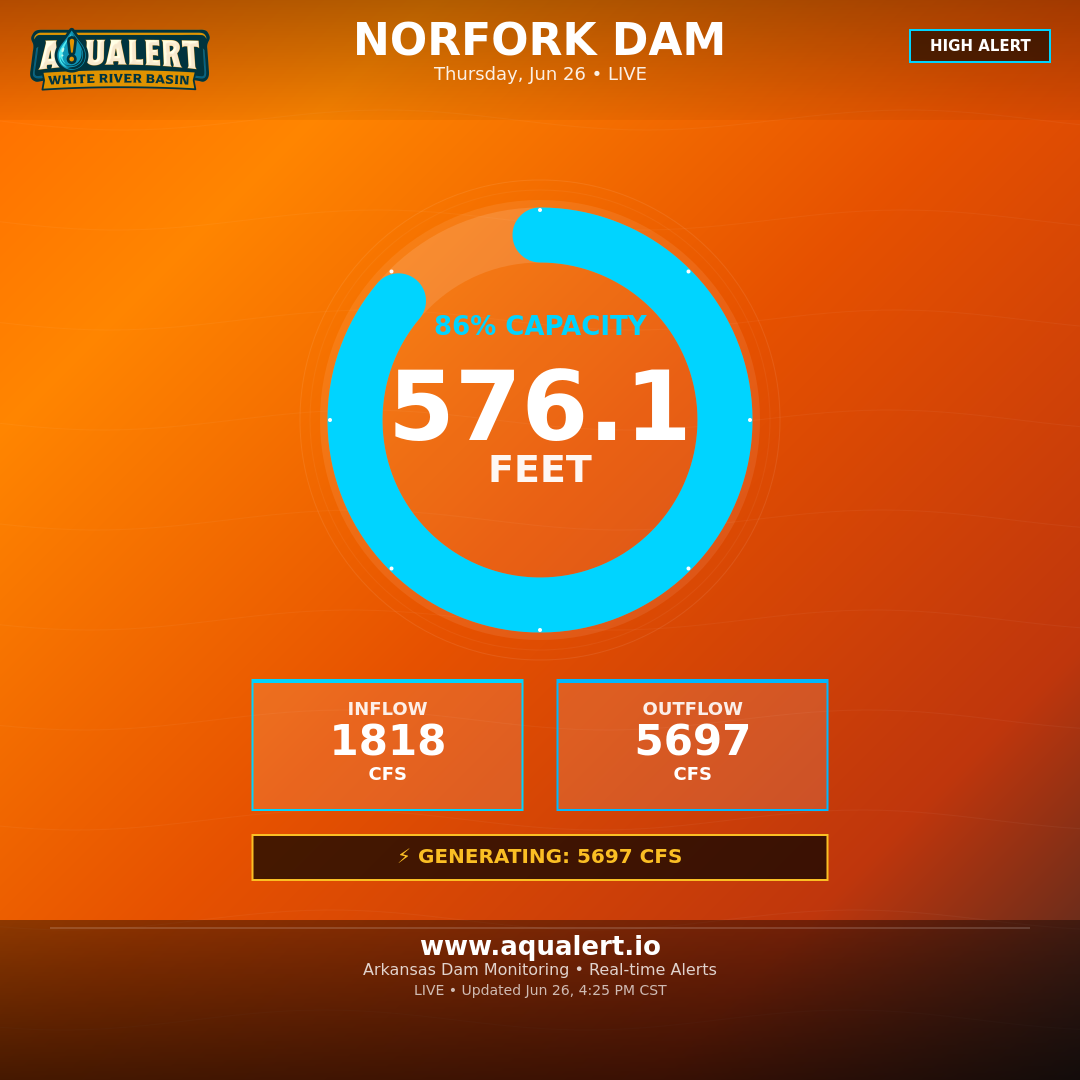 AQUALERT
WHITE RIVER BASIN
NORFORK DAM
Thursday, Jun 26 • LIVE
HIGH ALERT
86% CAPACITY
576.1
FEET
INFLOW
1818
CFS
OUTFLOW
5697
CFS
⚡ GENERATING: 5697 CFS
www.aqualert.io
Arkansas Dam Monitoring • Real-time Alerts
LIVE • Updated Jun 26, 4:25 PM CST